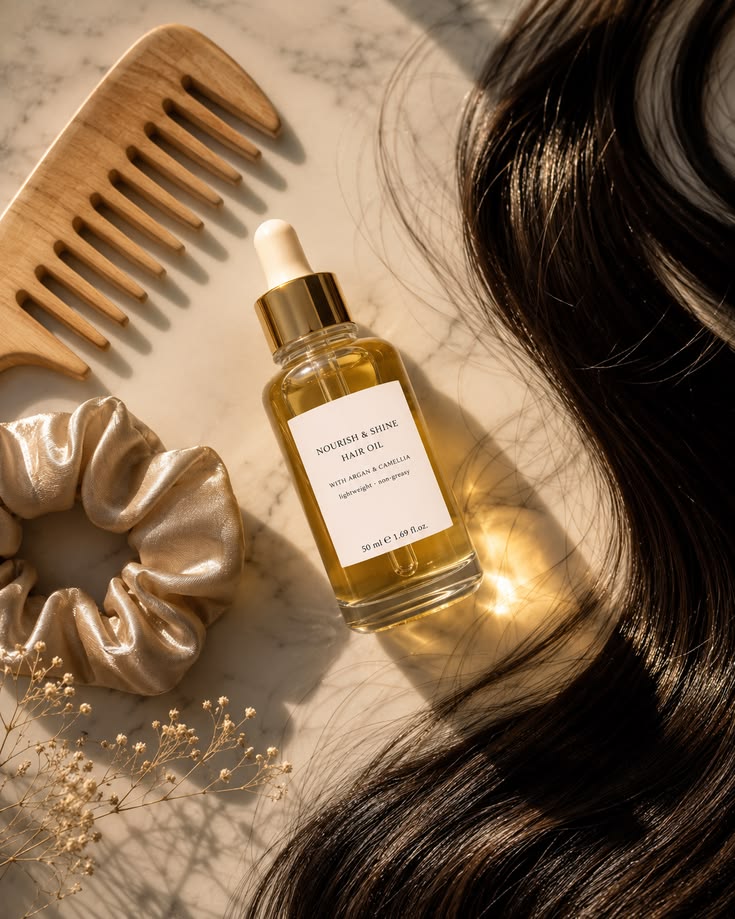 NOURISH & SHINE
HAIR OIL
WITH ARGAN & CAMELLIA
lightweight - non-greasy
50 ml ℮ 1.69 fl.oz.